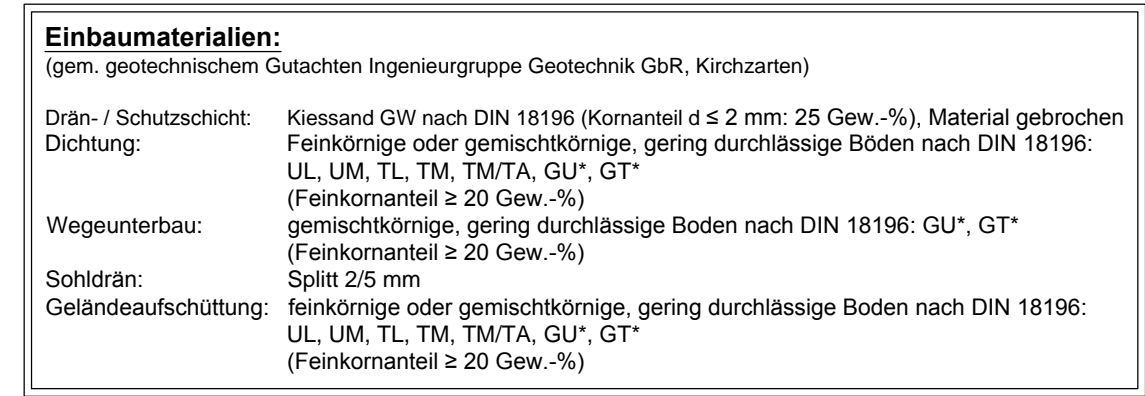 Einbaumaterialien:
(gem. geotechnischem Gutachten Ingenieurgruppe Geotechnik GbR, Kirchzarten)
Drän- / Schutzschicht: Kiessand GW nach DIN 18196 (Kornanteil d ≤ 2 mm: 25 Gew.-%), Material gebrochen
Dichtung: Feinkörnige oder gemischtkörnige, gering durchlässige Böden nach DIN 18196:
UL, UM, TL, TM, TM/TA, GU*, GT*
(Feinkornanteil ≥ 20 Gew.-%)
Wegeunterbau: gemischtkörnige, gering durchlässige Boden nach DIN 18196: GU*, GT*
(Feinkornanteil ≥ 20 Gew.-%)
Sohldrän: Splitt 2/5 mm
Geländeaufschüttung: feinkörnige oder gemischtkörnige, gering durchlässige Boden nach DIN 18196:
UL, UM, TL, TM, TM/TA, GU*, GT*
(Feinkornanteil ≥ 20 Gew.-%)